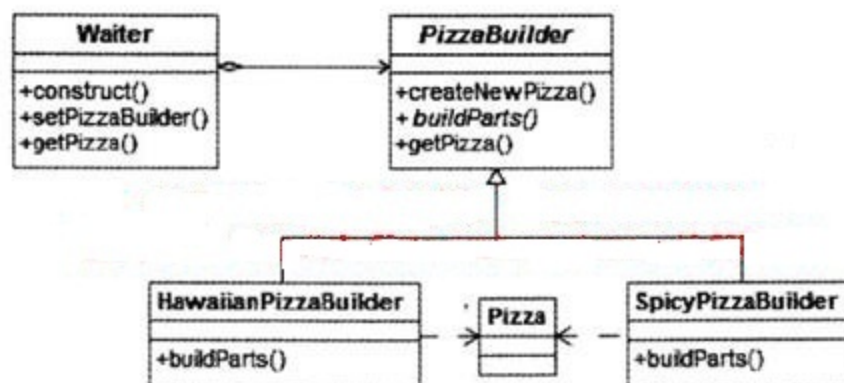 Waiter
+construct()
+setPizzaBuilder()
+getPizza()
PizzaBuilder
+createNewPizza()
+ buildParts()
+getPizza()
HawaiianPizzaBuilder
+buildParts()
Pizza
SpicyPizzaBuilder
+buildParts()